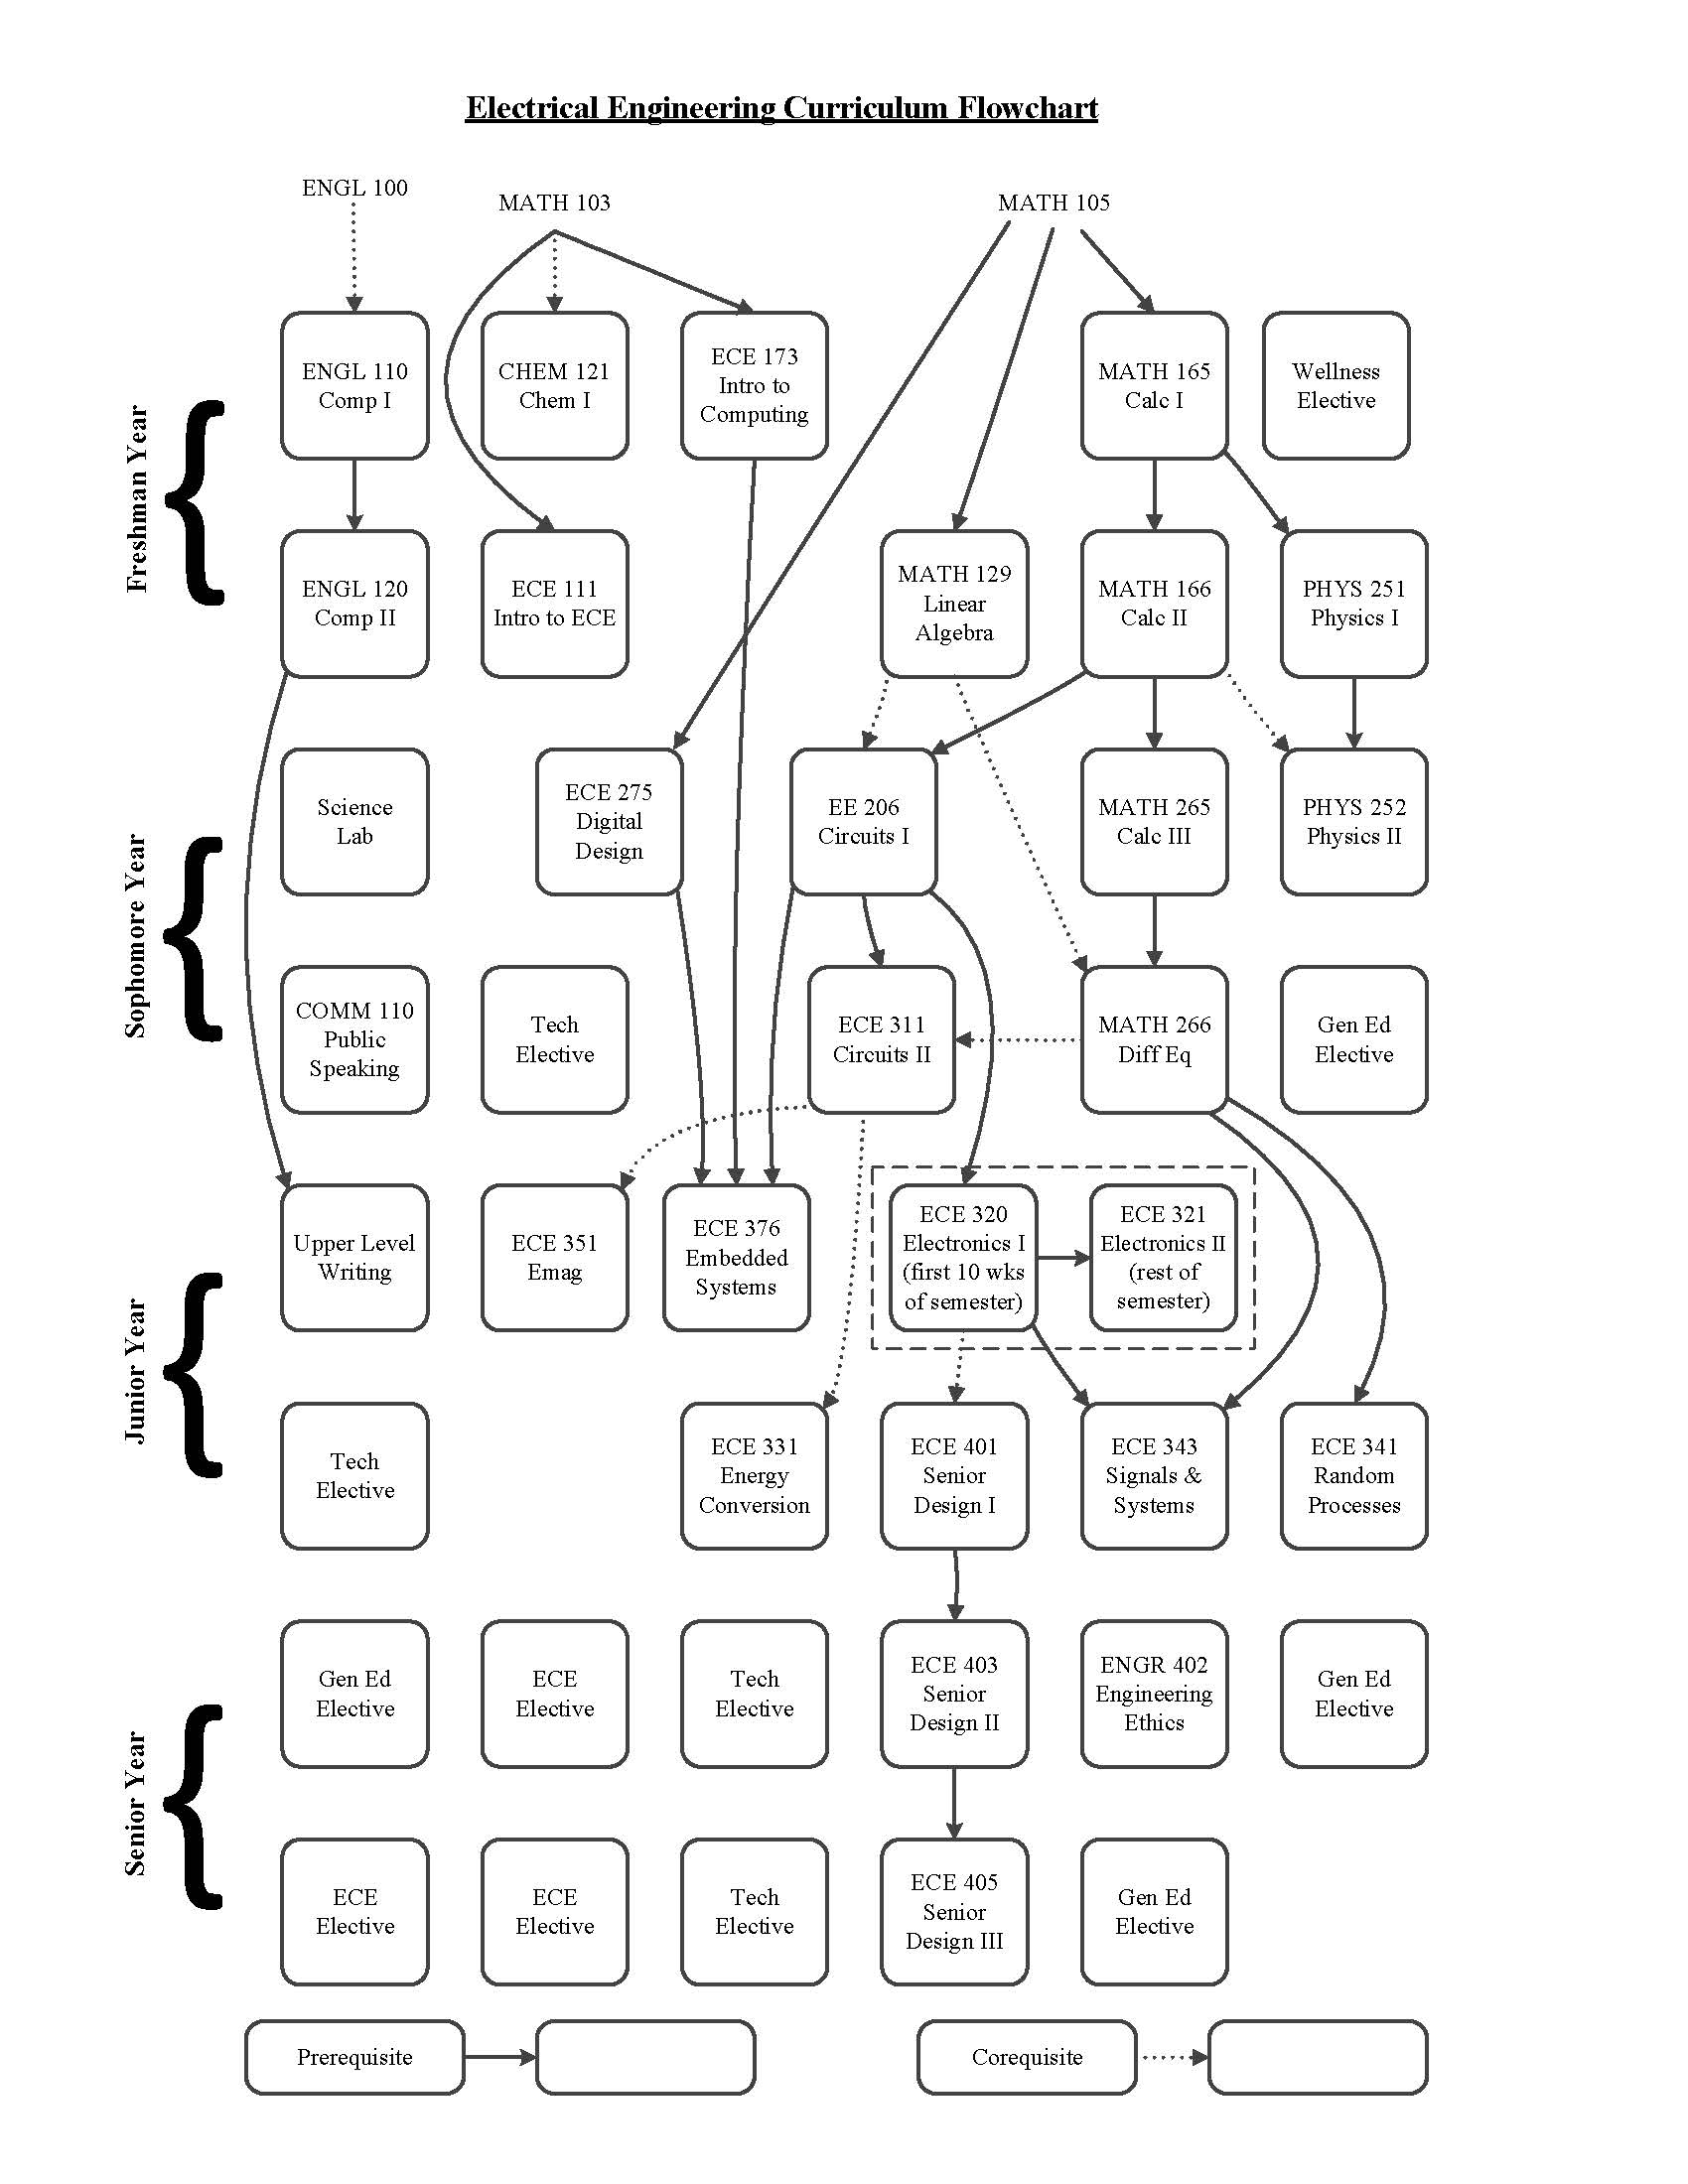 Electrical Engineering Curriculum Flowchart
ENGL 100
MATH 103
MATH 105
Freshman Year
ENGL 110
Comp I
CHEM 121
Chem I
ECE 173
Intro to
Computing
MATH 165
Calc I
Wellness
Elective
ENGL 120
Comp II
ECE 111
Intro to ECE
MATH 129
Linear
Algebra
MATH 166
Calc II
PHYS 251
Physics I
Sophomore Year
Science
Lab
ECE 275
Digital
Design
EE 206
Circuits I
MATH 265
Calc III
PHYS 252
Physics II
COMM 110
Public
Speaking
Tech
Elective
ECE 311
Circuits II
MATH 266
Diff Eq
Gen Ed
Elective
Junior Year
Upper Level
Writing
ECE 351
Emag
ECE 376
Embedded
Systems
ECE 320
Electronics I
(first 10 wks
of semester)
ECE 321
Electronics II
(rest of
semester)
Tech
Elective
ECE 331
Energy
Conversion
ECE 401
Senior
Design I
ECE 343
Signals &
Systems
ECE 341
Random
Processes
Senior Year
Gen Ed
Elective
ECE
Elective
Tech
Elective
ECE 403
Senior
Design II
ENGR 402
Engineering
Ethics
Gen Ed
Elective
ECE
Elective
ECE
Elective
Tech
Elective
ECE 405
Senior
Design III
Gen Ed
Elective
Prerequisite
Corequisite